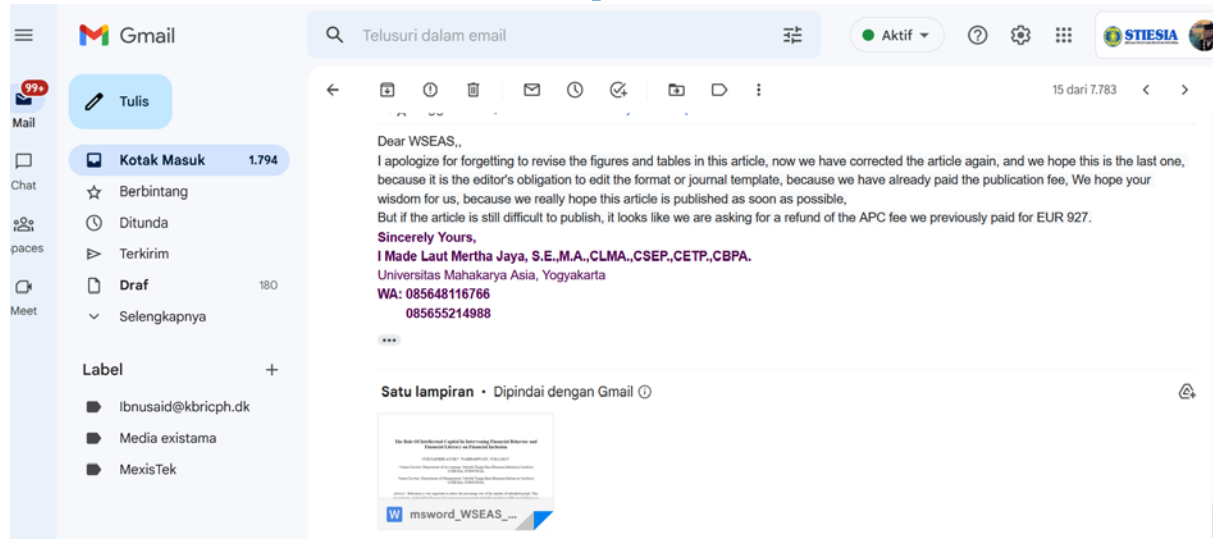 Gmail
Telusuri dalam email
Aktif
STIESIA
99+
Mail
Tulis
15 dari 7.783
Kotak Masuk 1.794
Chat
Berbintang
Ditunda
paces
Terkirim
Draf 180
Meet
Selengkapnya
Label +
Ibnusaid@kbricph.dk
Media existama
MexisTek
Dear WSEAS,,
I apologize for forgetting to revise the figures and tables in this article, now we have corrected the article again, and we hope this is the last one,
because it is the editor's obligation to edit the format or journal template, because we have already paid the publication fee, We hope your
wisdom for us, because we really hope this article is published as soon as possible,
But if the article is still difficult to publish, it looks like we are asking for a refund of the APC fee we previously paid for EUR 927.
Sincerely Yours,
I Made Laut Mertha Jaya, S.E.,M.A.,CLMA.,CSEP.,CETP.,CBPA.
Universitas Mahakarya Asia, Yogyakarta
WA: 085648116766
085655214988
Satu lampiran • Dipindai dengan Gmail
The Role Of Intellectual Capital In Intervening Financial Behavior and
Financial Literacy on Financial Inclusion
W msword_WSEAS_...